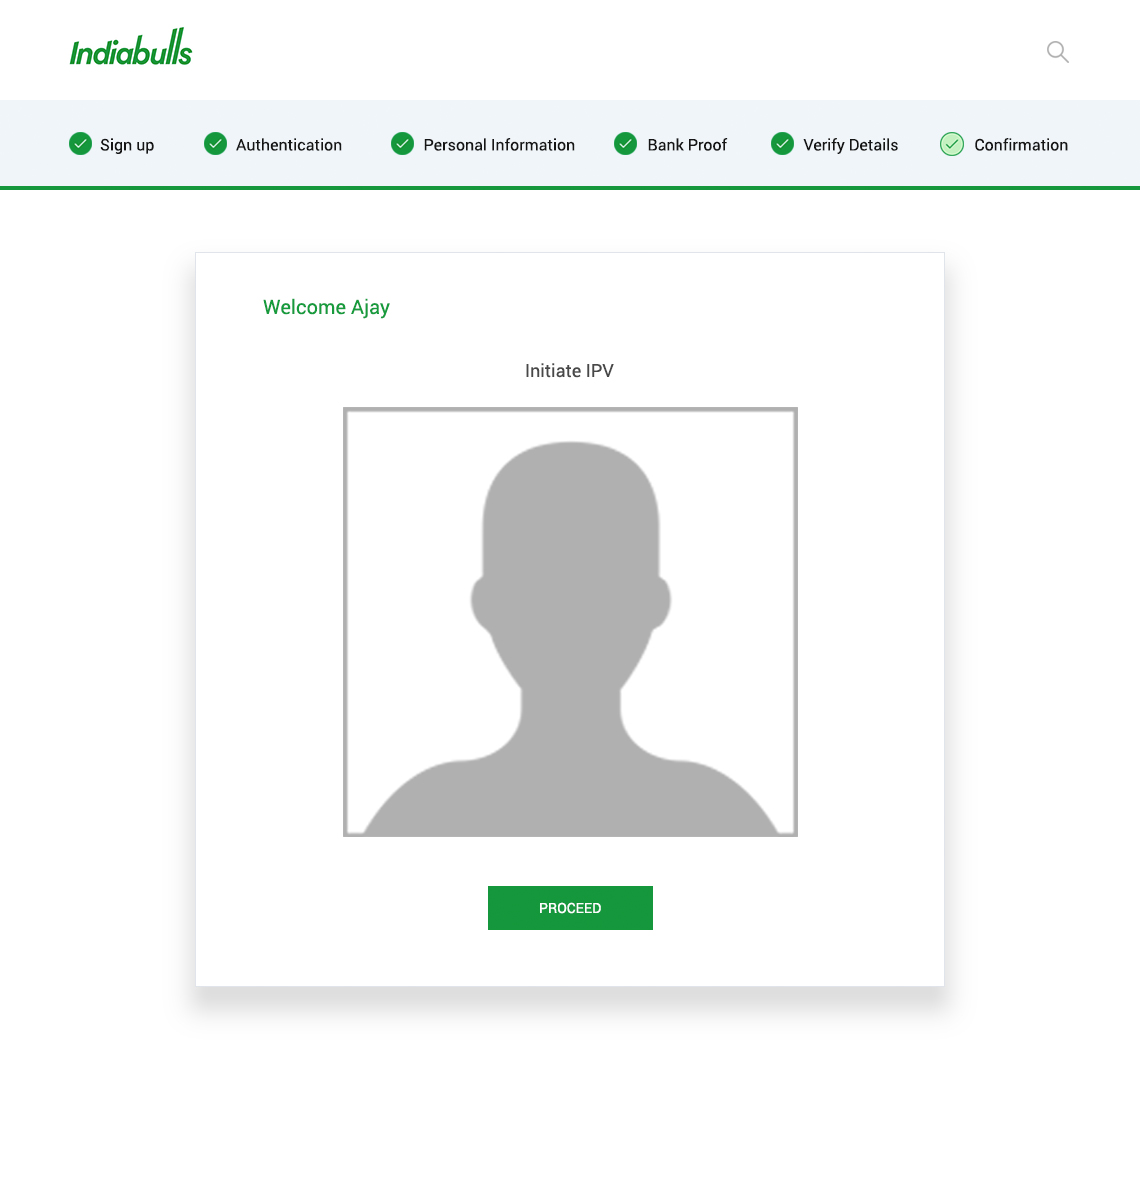 Indiabulls
Sign up Authentication Personal Information Bank Proof Verify Details Confirmation
Welcome Ajay
Initiate IPV
PROCEED